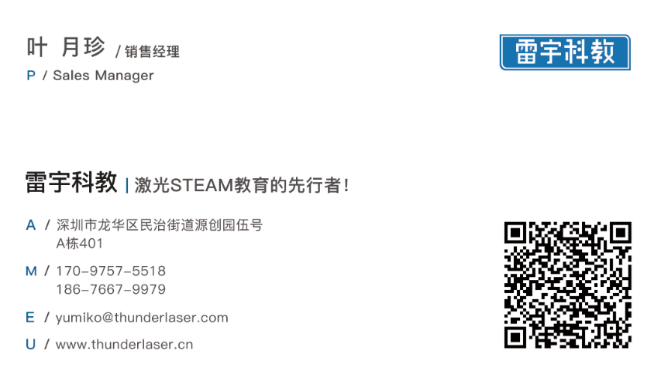 叶 月珍 / 销售经理
雷宇科教
P / Sales Manager
雷宇科教 | 激光STEAM教育的先行者!
A / 深圳市龙华区民治街道源创园伍号
A栋401
M / 170-9757-5518
186-7667-9979
E / yumiko@thunderlaser.com
U / www.thunderlaser.cn